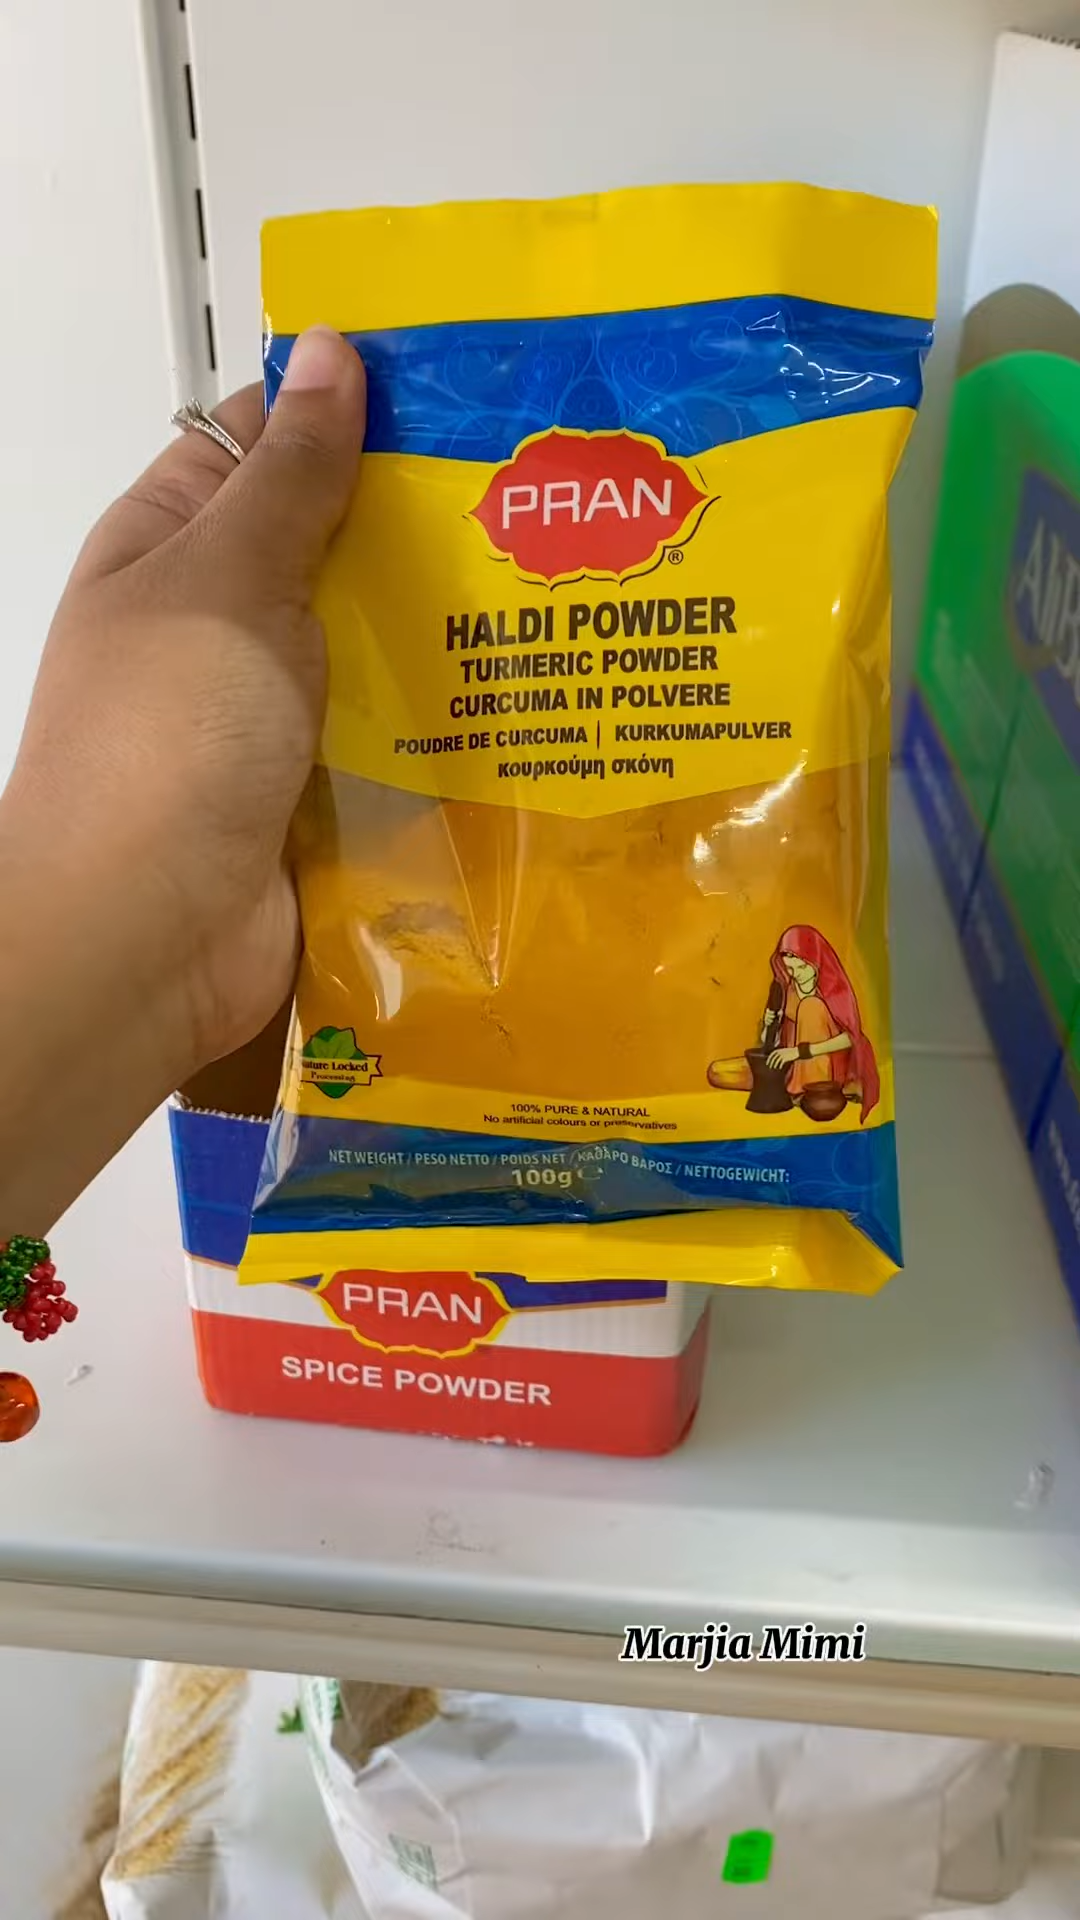 PRAN
®
HALDI POWDER
TURMERIC POWDER
CURCUMA IN POLVERE
POUDRE DE CURCUMA | KURKUMAPULVER
κουρκούμη σκόνη
Locked
Processing
100% PURE & NATURAL
No artificial colours or preservatives
NET WEIGHT / PESO NETTO / POIDS NET / ΚΑΘΑΡΟ ΒΑΡΟΣ / NETTOGEWICHT:
100g ℮
PRAN
SPICE POWDER
Marjia Mimi